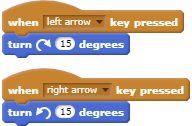 when left arrow key pressed
turn 15 degrees
when right arrow key pressed
turn 15 degrees